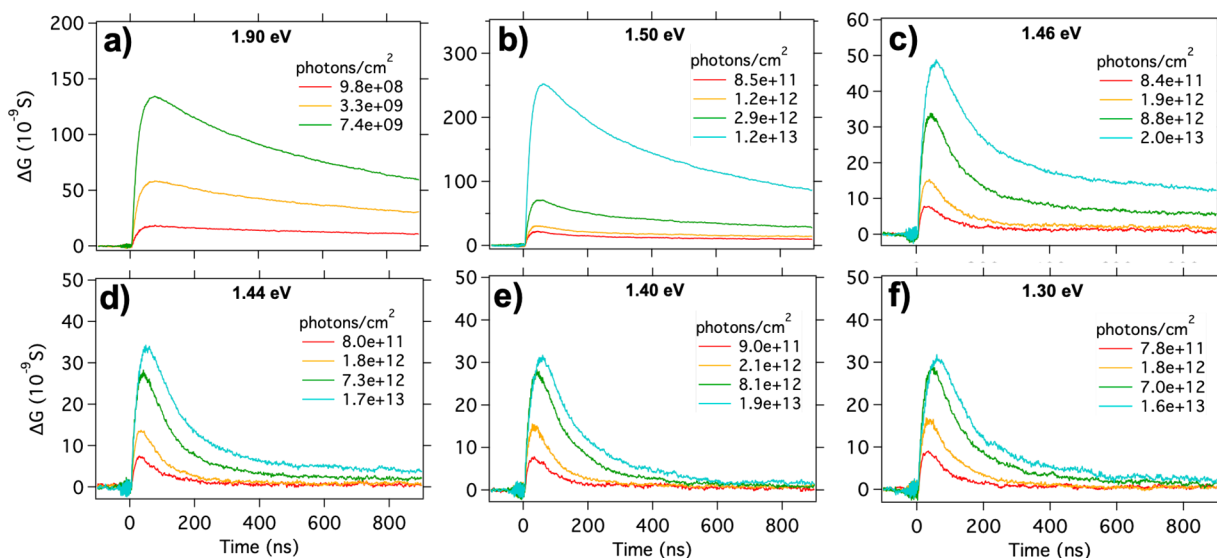 a)
1.90 eV
200
150
100
50
0
ΔG (10⁻⁹S)
photons/cm²
9.8e+08
3.3e+09
7.4e+09
b)
1.50 eV
300
200
100
0
photons/cm²
8.5e+11
1.2e+12
2.9e+12
1.2e+13
c)
1.46 eV
60
50
40
30
20
10
0
photons/cm²
8.4e+11
1.9e+12
8.8e+12
2.0e+13
d)
1.44 eV
50
40
30
20
10
0
ΔG (10⁻⁹S)
photons/cm²
8.0e+11
1.8e+12
7.3e+12
1.7e+13
0 200 400 600 800
Time (ns)
e)
1.40 eV
50
40
30
20
10
0
photons/cm²
9.0e+11
2.1e+12
8.1e+12
1.9e+13
0 200 400 600 800
Time (ns)
f)
1.30 eV
50
40
30
20
10
0
photons/cm²
7.8e+11
1.8e+12
7.0e+12
1.6e+13
0 200 400 600 800
Time (ns)